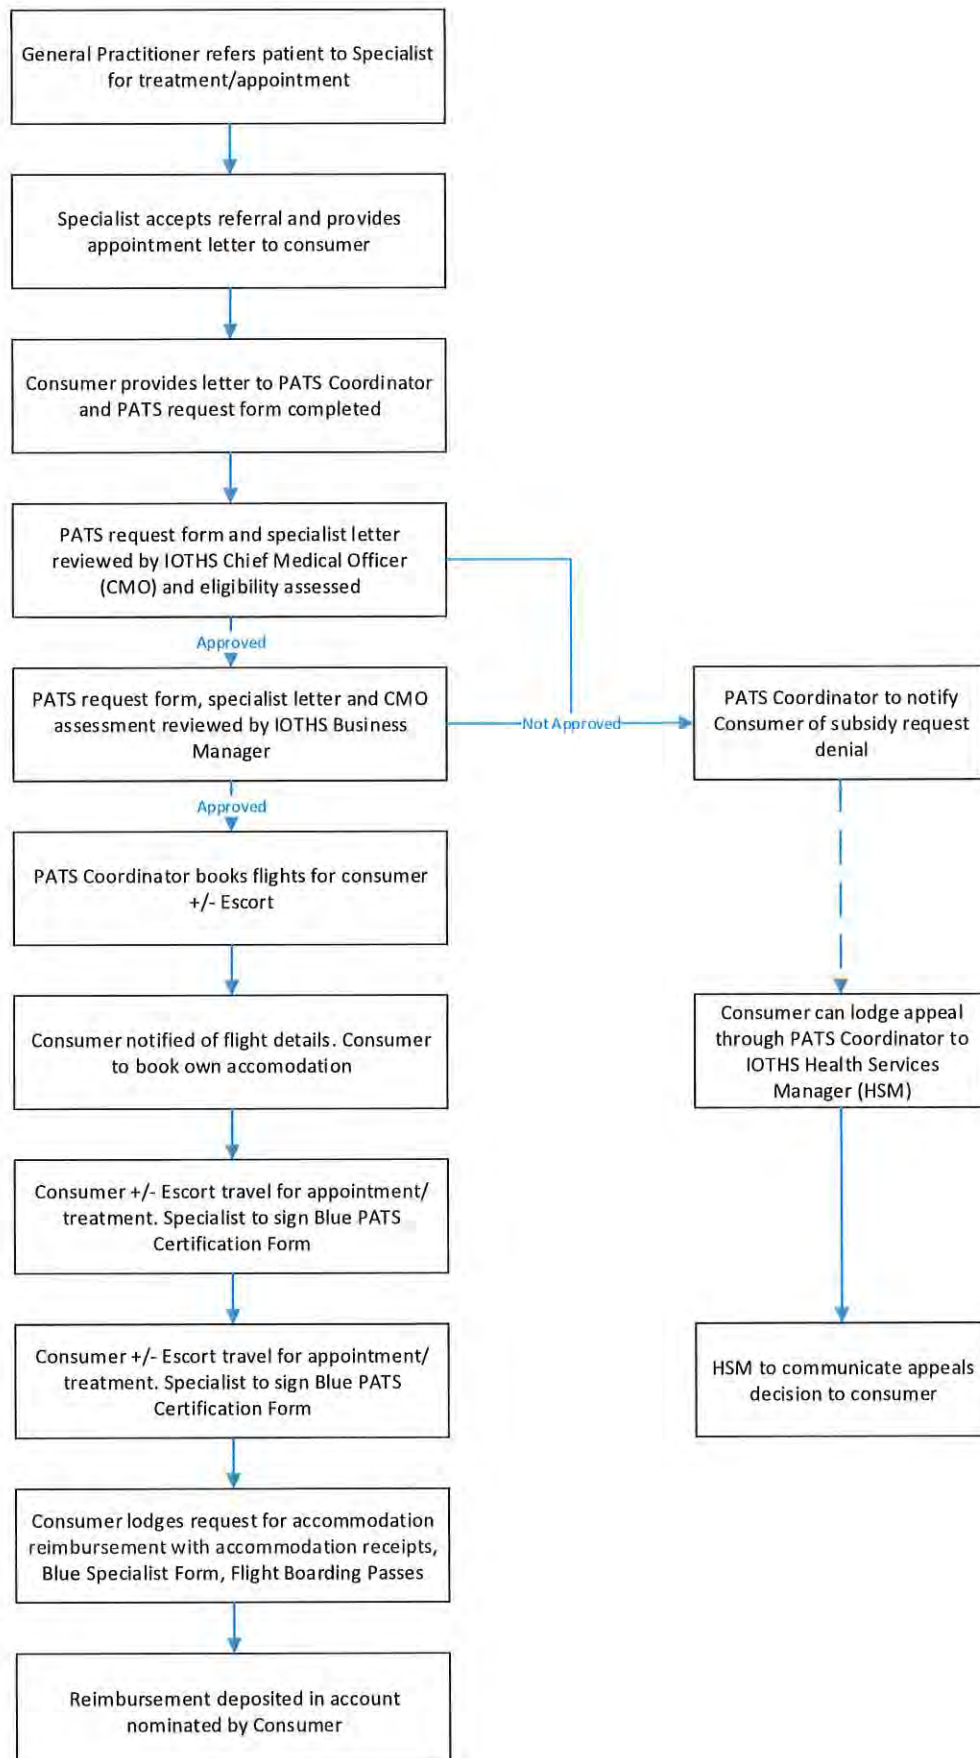 General Practitioner refers patient to Specialist
for treatment/appointment
Specialist accepts referral and provides
appointment letter to consumer
Consumer provides letter to PATS Coordinator
and PATS request form completed
PATS request form and specialist letter
reviewed by IOTHS Chief Medical Officer
(CMO) and eligibility assessed
Approved
PATS request form, specialist letter and CMO
assessment reviewed by IOTHS Business
Manager
Not Approved
PATS Coordinator to notify
Consumer of subsidy request
denial
Approved
PATS Coordinator books flights for consumer
+/- Escort
Consumer notified of flight details. Consumer
to book own accomodation
Consumer can lodge appeal
through PATS Coordinator to
IOTHS Health Services
Manager (HSM)
Consumer +/- Escort travel for appointment/
treatment. Specialist to sign Blue PATS
Certification Form
Consumer +/- Escort travel for appointment/
treatment. Specialist to sign Blue PATS
Certification Form
HSM to communicate appeals
decision to consumer
Consumer lodges request for accommodation
reimbursement with accommodation receipts,
Blue Specialist Form, Flight Boarding Passes
Reimbursement deposited in account
nominated by Consumer